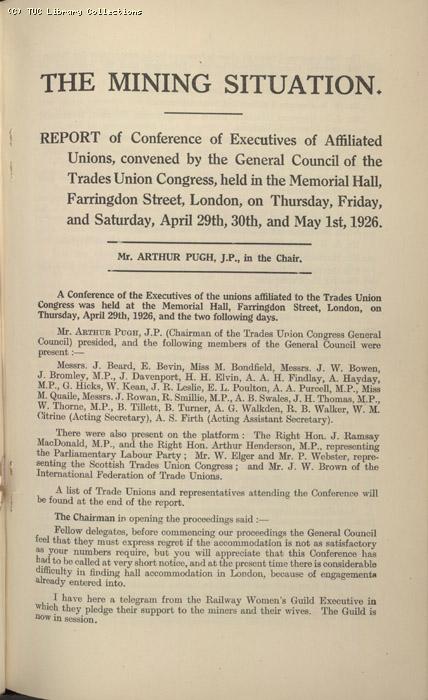 (C) TUC Library Collections
THE MINING SITUATION.
REPORT of Conference of Executives of Affiliated
Unions, convened by the General Council of the
Trades Union Congress, held in the Memorial Hall,
Farringdon Street, London, on Thursday, Friday,
and Saturday, April 29th, 30th, and May 1st, 1926.
Mr. ARTHUR PUGH, J.P., in the Chair.
A Conference of the Executives of the unions affiliated to the Trades Union
Congress was held at the Memorial Hall, Farringdon Street, London, on
Thursday, April 29th, 1926, and the two following days.
Mr. ARTHUR PUGH, J.P. (Chairman of the Trades Union Congress General
Council) presided, and the following members of the General Council were
present :—
Messrs. J. Beard, E. Bevin, Miss M. Bondfield, Messrs. J. W. Bowen,
J. Bromley, M.P., J. Davenport, H. H. Elvin, A. A. H. Findlay, A. Hayday,
M.P., G. Hicks, W. Kean, J. R. Leslie, E. L. Poulton, A. A. Purcell, M.P., Miss
M. Quaile, Messrs. J. Rowan, R. Smillie, M.P., A. B. Swales, J. H. Thomas, M.P.,
W. Thorne, M.P., B. Tillett, B. Turner, A. G. Walkden, R. B. Walker, W. M.
Citrine (Acting Secretary), A. S. Firth (Acting Assistant Secretary).
There were also present on the platform : The Right Hon. J. Ramsay
MacDonald, M.P., and the Right Hon. Arthur Henderson, M.P., representing
the Parliamentary Labour Party ; Mr. W. Elger and Mr. P. Webster, repre-
senting the Scottish Trades Union Congress ; and Mr. J. W. Brown of the
International Federation of Trade Unions.
A list of Trade Unions and representatives attending the Conference will
be found at the end of the report.
The Chairman in opening the proceedings said :—
Fellow delegates, before commencing our proceedings the General Council
feel that they must express regret if the accommodation is not as satisfactory
as your numbers require, but you will appreciate that this Conference has
had to be called at very short notice, and at the present time there is considerable
difficulty in finding hall accommodation in London, because of engagements
already entered into.
I have here a telegram from the Railway Women's Guild Executive in
which they pledge their support to the miners and their wives. The Guild is
now in session.